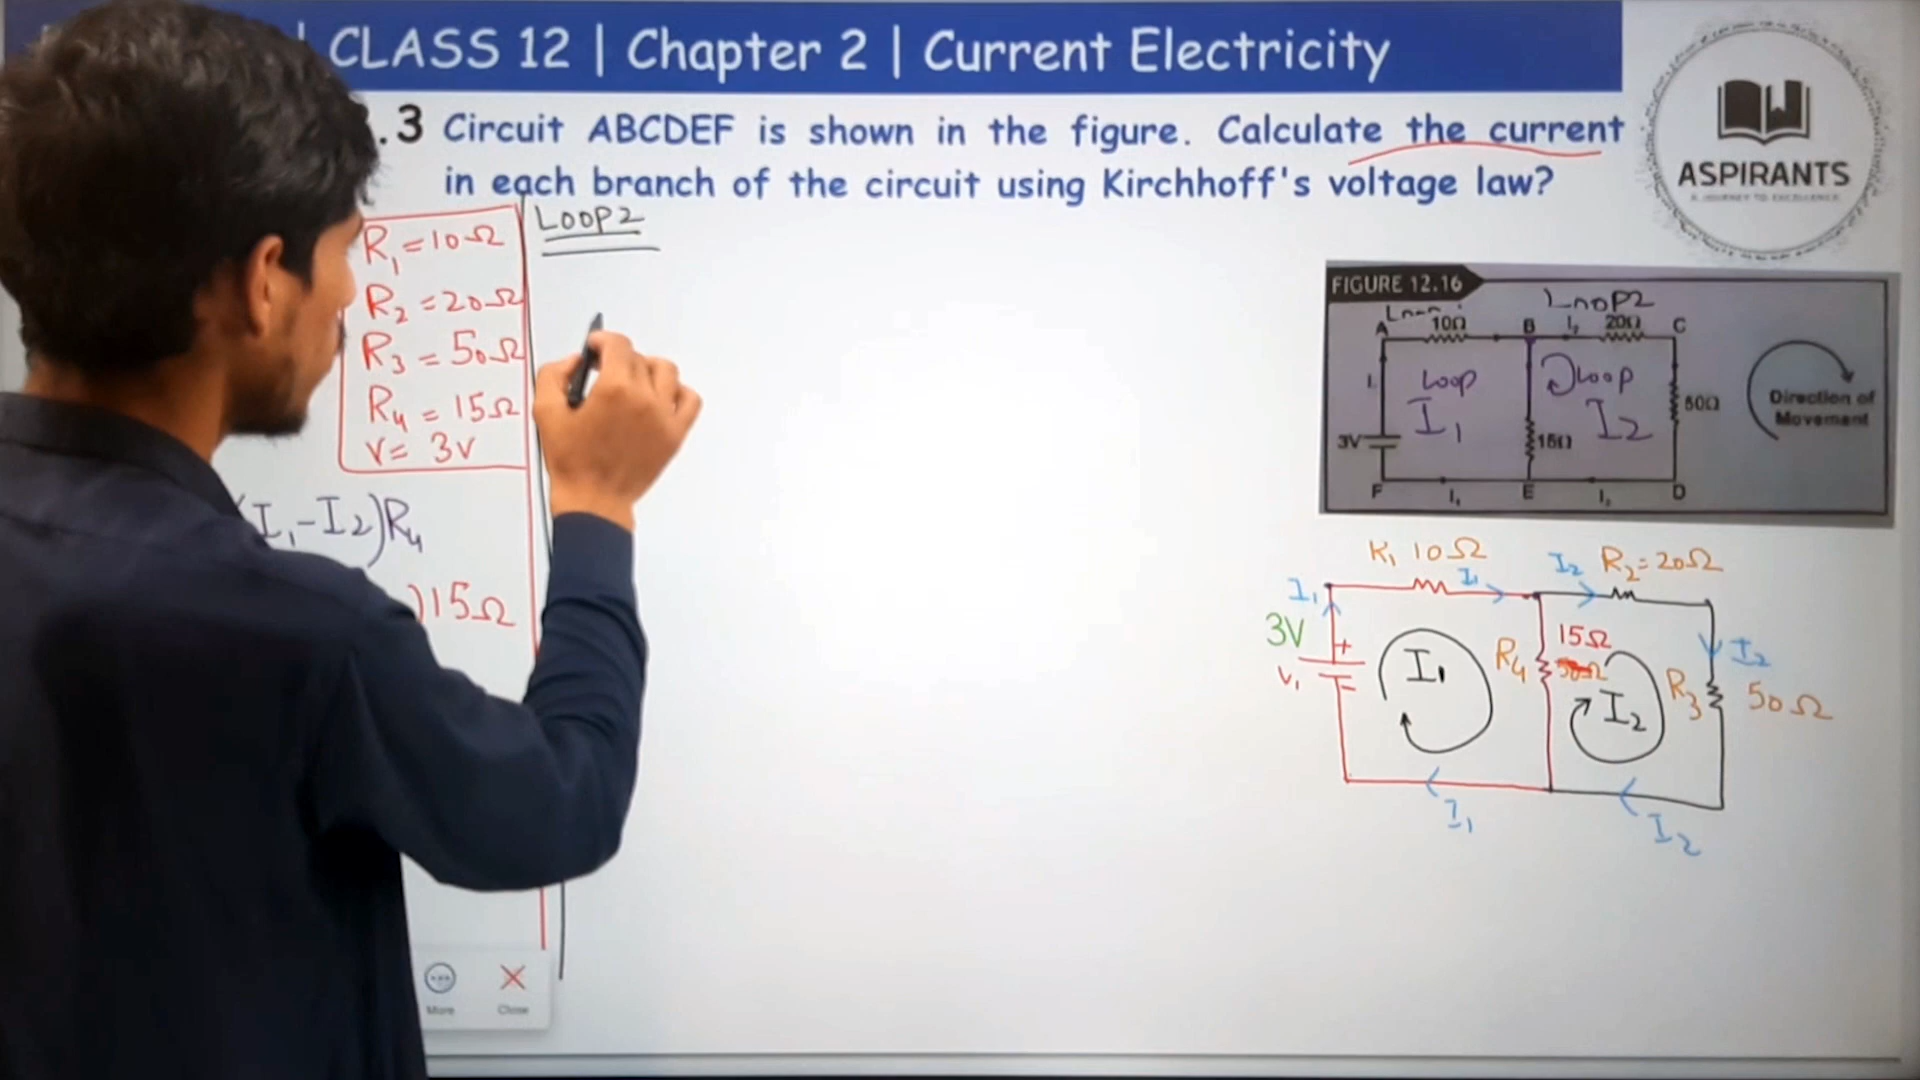 | CLASS 12 | Chapter 2 | Current Electricity
.3 Circuit ABCDEF is shown in the figure. Calculate the current
in each branch of the circuit using Kirchhoff's voltage law?
ASPIRANTS
R₁ = 10Ω
R₂ = 20Ω
R₃ = 50Ω
R₄ = 15Ω
V = 3V
(I₁-I₂)R₄
)15Ω
LOOP2
FIGURE 12.16
LOOP2
A 10Ω B I₂ 20Ω C
Loop I₁
Loop I₂
3V
15Ω
50Ω
F I₁ E D
Direction of
Movement
R₁ 10Ω
I₁
I₂ R₂=20Ω
I₁
3V
+
V₁
-
I₁
R₄
15Ω
I₂
R₃
I₂
50Ω
I₁
I₂
More
Close